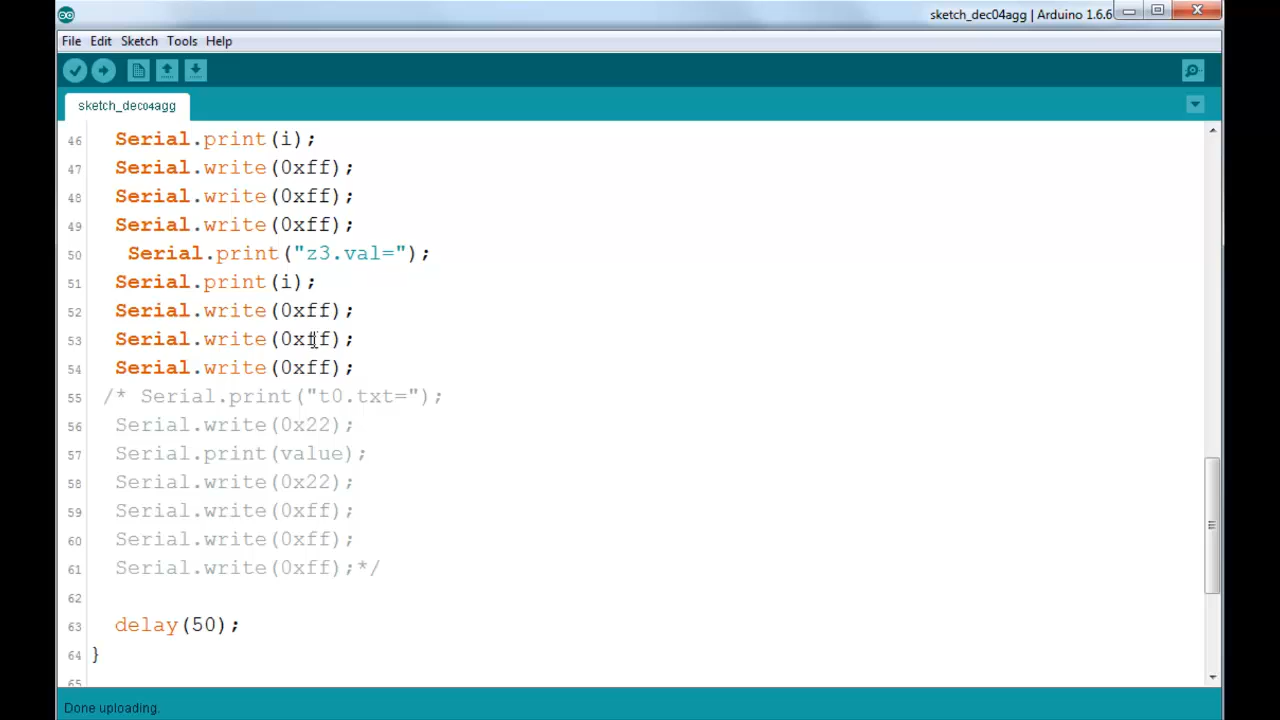 sketch_dec04agg | Arduino 1.6.6
File Edit Sketch Tools Help
sketch_dec04agg
46 Serial.print(i);
47 Serial.write(0xff);
48 Serial.write(0xff);
49 Serial.write(0xff);
50 Serial.print("z3.val=");
51 Serial.print(i);
52 Serial.write(0xff);
53 Serial.write(0xff);
54 Serial.write(0xff);
55 /* Serial.print("t0.txt=");
56 Serial.write(0x22);
57 Serial.print(value);
58 Serial.write(0x22);
59 Serial.write(0xff);
60 Serial.write(0xff);
61 Serial.write(0xff);*/
62
63 delay(50);
64 }
65
Done uploading.